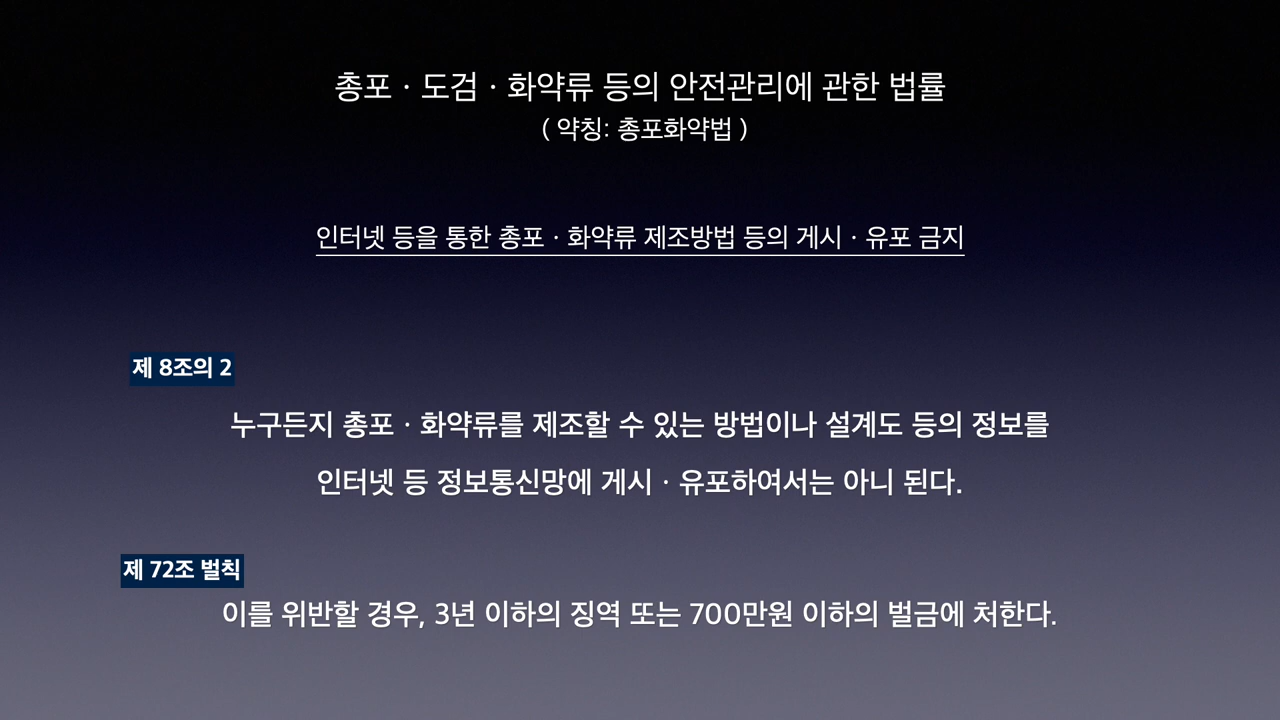 총포 · 도검 · 화약류 등의 안전관리에 관한 법률
( 약칭: 총포화약법 )
인터넷 등을 통한 총포 · 화약류 제조방법 등의 게시 · 유포 금지
제 8조의 2
누구든지 총포 · 화약류를 제조할 수 있는 방법이나 설계도 등의 정보를
인터넷 등 정보통신망에 게시 · 유포하여서는 아니 된다.
제 72조 벌칙
이를 위반할 경우, 3년 이하의 징역 또는 700만원 이하의 벌금에 처한다.